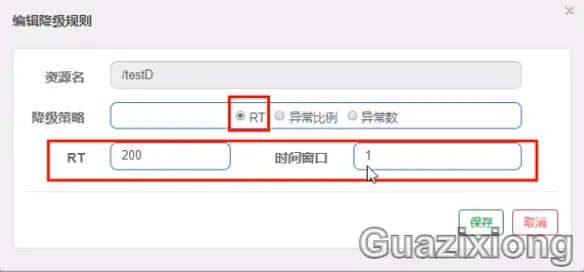 编辑降级规则
×
资源名 /testD
降级策略 RT 异常比例 异常数
RT 200 时间窗口 1
保存 取消
Guazixiong